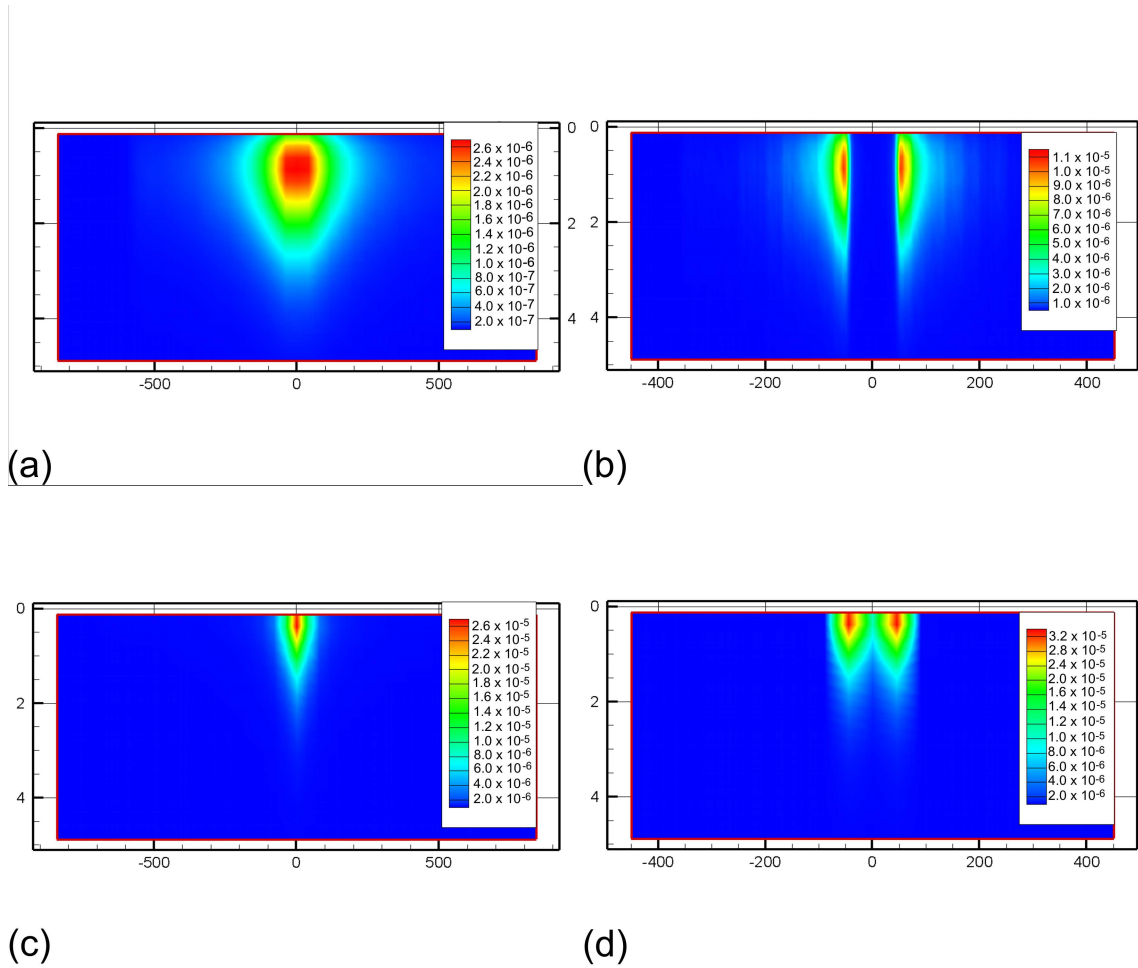 0
2
4
-500
0
500
2.6 x 10-6
2.6 x 10-6
2.0 x 10-6
1.8 x 10-6
1.6 x 10-6
1.4 x 10-6
1.2 x 10-6
1.0 x 10-6
8.0 x 10-7
6.0 x 10-7
4.0 x 10-7
2.0 x 10-7
(a)
0
2
4
-400
-200
0
200
400
1.1 x 10-5
1.0 x 10-5
9.0 x 10-6
8.0 x 10-6
7.0 x 10-6
6.0 x 10-6
5.0 x 10-6
4.0 x 10-6
3.0 x 10-6
2.0 x 10-6
1.0 x 10-6
(b)
0
2
4
-500
0
500
2.6 x 10-5
2.6 x 10-5
2.4 x 10-5
2.2 x 10-5
2.0 x 10-5
1.8 x 10-5
1.6 x 10-5
1.4 x 10-5
1.2 x 10-5
1.0 x 10-5
8.0 x 10-6
6.0 x 10-6
4.0 x 10-6
2.0 x 10-6
(c)
0
2
4
-400
-200
0
200
400
3.2 x 10-5
2.8 x 10-5
2.4 x 10-5
2.0 x 10-5
1.6 x 10-5
1.4 x 10-5
1.2 x 10-5
1.0 x 10-5
8.0 x 10-6
6.0 x 10-6
4.0 x 10-6
2.0 x 10-6
(d)